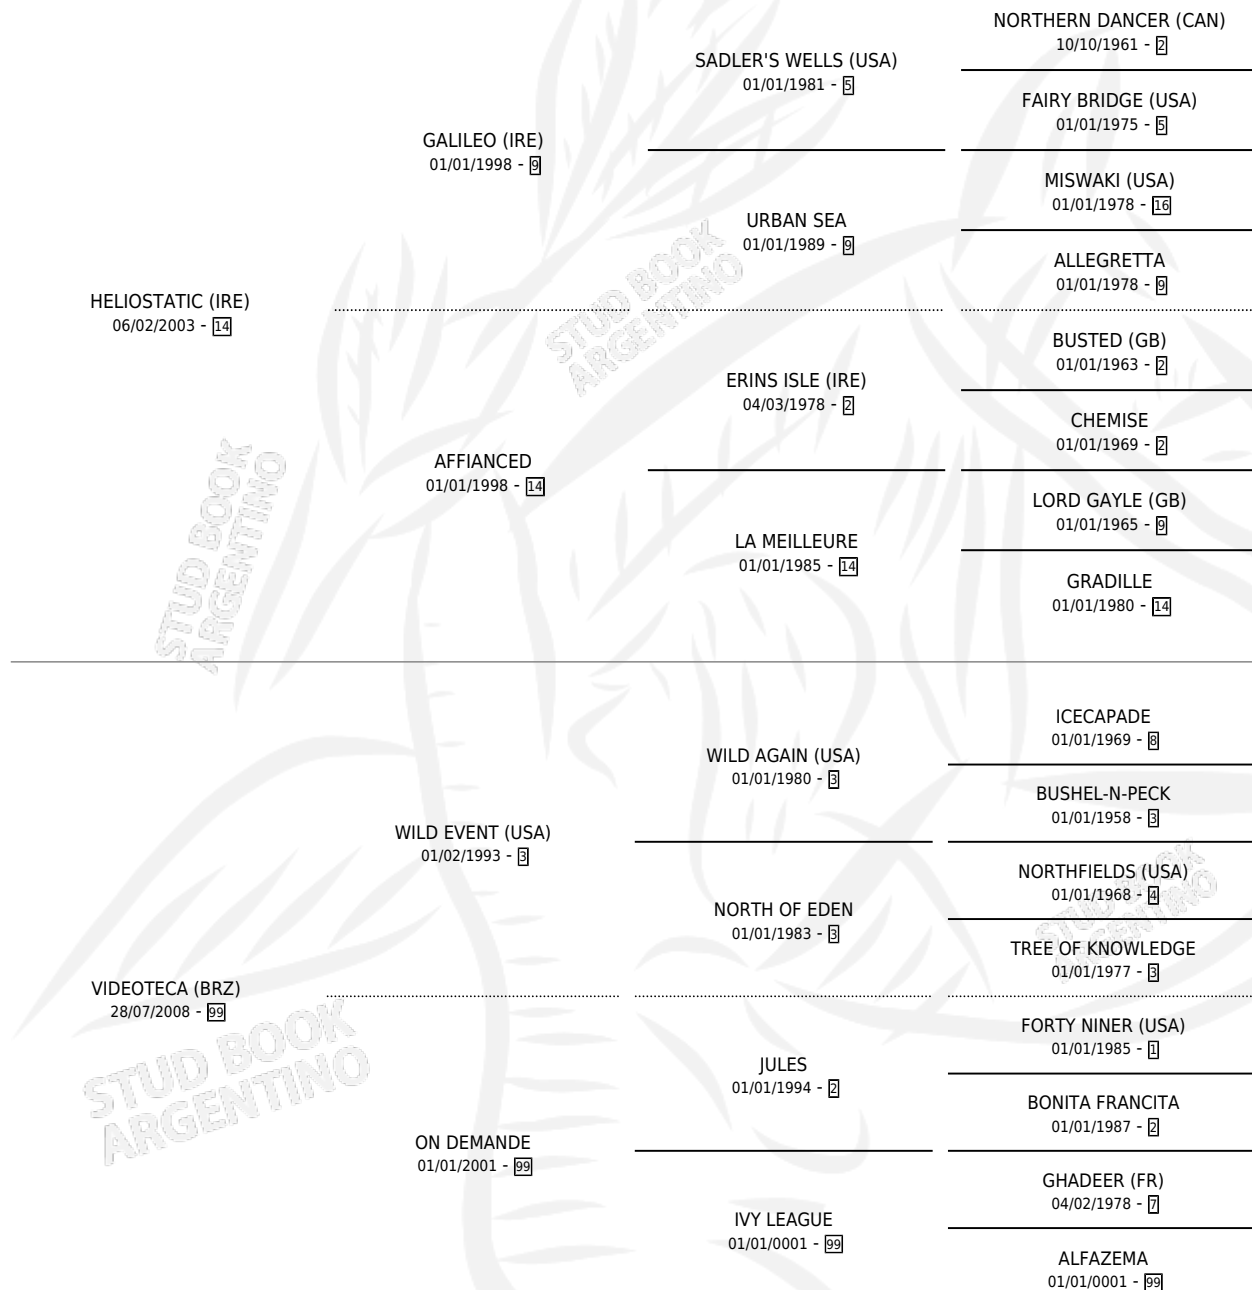 HELIOSTATIC (IRE)
06/02/2003 - 14
GALILEO (IRE)
01/01/1998 - 9
AFFIANCED
01/01/1998 - 14
SADLER'S WELLS (USA)
01/01/1981 - 5
URBAN SEA
01/01/1989 - 9
ERINS ISLE (IRE)
04/03/1978 - 2
LA MEILLEURE
01/01/1985 - 14
NORTHERN DANCER (CAN)
10/10/1961 - 2
FAIRY BRIDGE (USA)
01/01/1975 - 5
MISWAKI (USA)
01/01/1978 - 16
ALLEGRETTA
01/01/1978 - 9
BUSTED (GB)
01/01/1963 - 2
CHEMISE
01/01/1969 - 2
LORD GAYLE (GB)
01/01/1965 - 9
GRADILLE
01/01/1980 - 14
VIDEOTECA (BRZ)
28/07/2008 - 99
WILD EVENT (USA)
01/02/1993 - 3
ON DEMANDE
01/01/2001 - 99
WILD AGAIN (USA)
01/01/1980 - 3
NORTH OF EDEN
01/01/1983 - 3
JULES
01/01/1994 - 2
IVY LEAGUE
01/01/0001 - 99
ICECAPADE
01/01/1969 - 8
BUSHEL-N-PECK
01/01/1958 - 3
NORTHFIELDS (USA)
01/01/1968 - 4
TREE OF KNOWLEDGE
01/01/1977 - 3
FORTY NINER (USA)
01/01/1985 - 1
BONITA FRANCITA
01/01/1987 - 2
GHADEER (FR)
04/02/1978 - 7
ALFAZEMA
01/01/0001 - 99
STUD BOOK
ARGENTINO
STUD BOOK
ARGENTINO
STUD BOOK
ARGENTINO
STUD BOOK
ARGENTINO